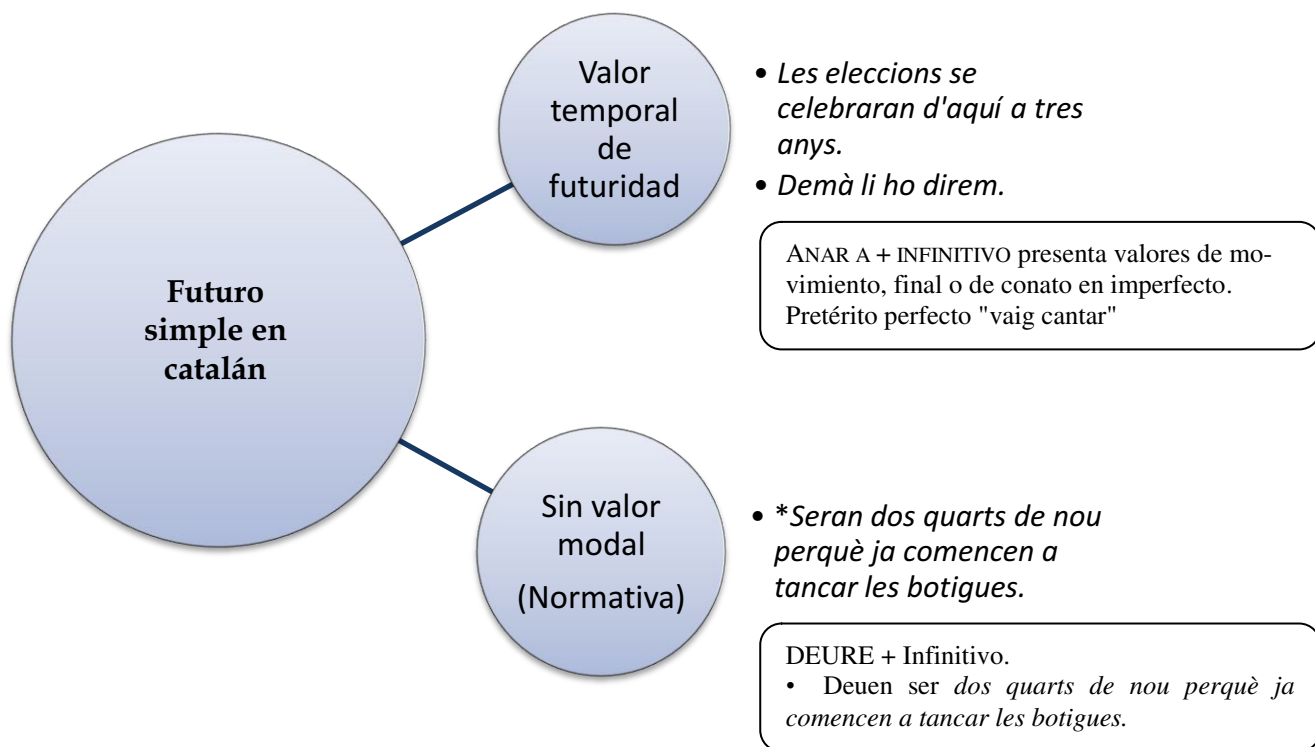 Futuro
simple en
catalán
Valor
temporal
de
futuridad
• Les eleccions se
celebraran d'aquí a tres
anys.
• Demà li ho direm.
ANAR A + INFINITIVO presenta valores de mo-
vimiento, final o de conato en imperfecto.
Pretérito perfecto "vaig cantar"
Sin valor
modal
(Normativa)
• *Seran dos quarts de nou
perquè ja comencen a
tancar les botigues.
DEURE + Infinitivo.
• Deuen ser dos quarts de nou perquè ja
comencen a tancar les botigues.